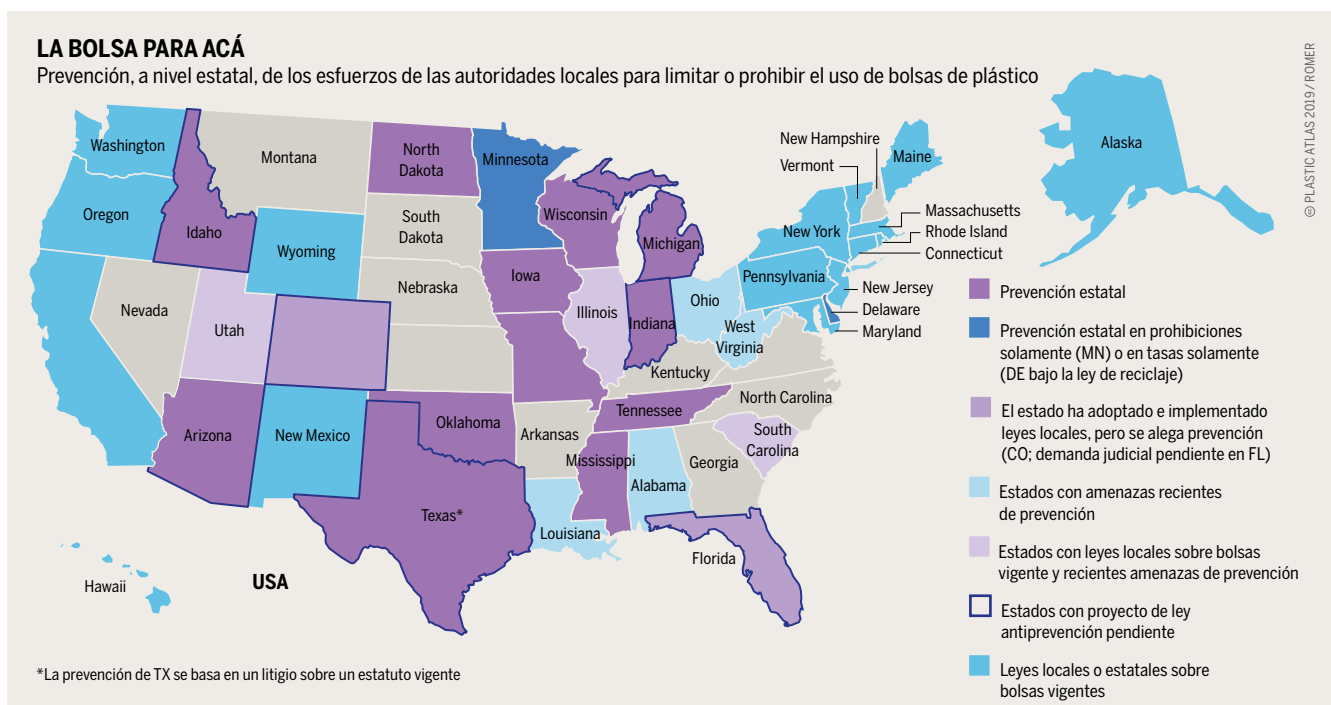 LA BOLSA PARA ACÁ
Prevención, a nivel estatal, de los esfuerzos de las autoridades locales para limitar o prohibir el uso de bolsas de plástico
© PLASTIC ATLAS 2019 / ROMER
Washington
Oregon
Idaho
Montana
North
Dakota
South
Dakota
Minnesota
Wyoming
Nevada
Utah
Nebraska
Iowa
Wisconsin
Michigan
Illinois
Indiana
Ohio
West
Virginia
Kentucky
Tennessee
North Carolina
South
Carolina
Georgia
Alabama
Mississippi
Arkansas
Louisiana
Oklahoma
Texas*
New Mexico
Arizona
Florida
Hawaii
Alaska
New Hampshire
Vermont
Maine
New York
Pennsylvania
Massachusetts
Rhode Island
Connecticut
New Jersey
Delaware
Maryland
USA
Prevención estatal
Prevención estatal en prohibiciones
solamente (MN) o en tasas solamente
(DE bajo la ley de reciclaje)
El estado ha adoptado e implementado
leyes locales, pero se alega prevención
(CO; demanda judicial pendiente en FL)
Estados con amenazas recientes
de prevención
Estados con leyes locales sobre bolsas
vigente y recientes amenazas de prevención
Estados con proyecto de ley
antiprevención pendiente
Leyes locales o estatales sobre
bolsas vigentes
*La prevención de TX se basa en un litigio sobre un estatuto vigente